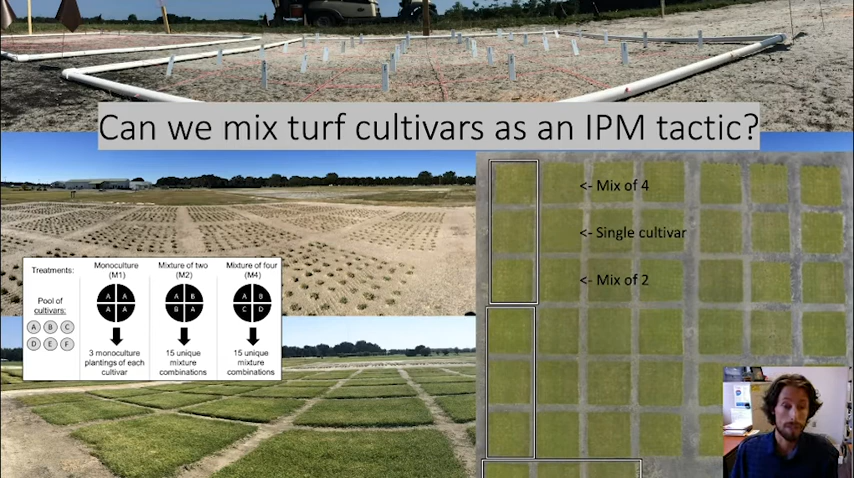 Can we mix turf cultivars as an IPM tactic?
<- Mix of 4
<- Single cultivar
<- Mix of 2
Treatments:
Monoculture
(M1)
Mixture of two
(M2)
Mixture of four
(M4)
Pool of
cultivars:
A B C
D E F
A A
A A
A B
B A
A B
C D
3 monoculture
plantings of each
cultivar
15 unique
mixture
combinations
15 unique
mixture
combinations